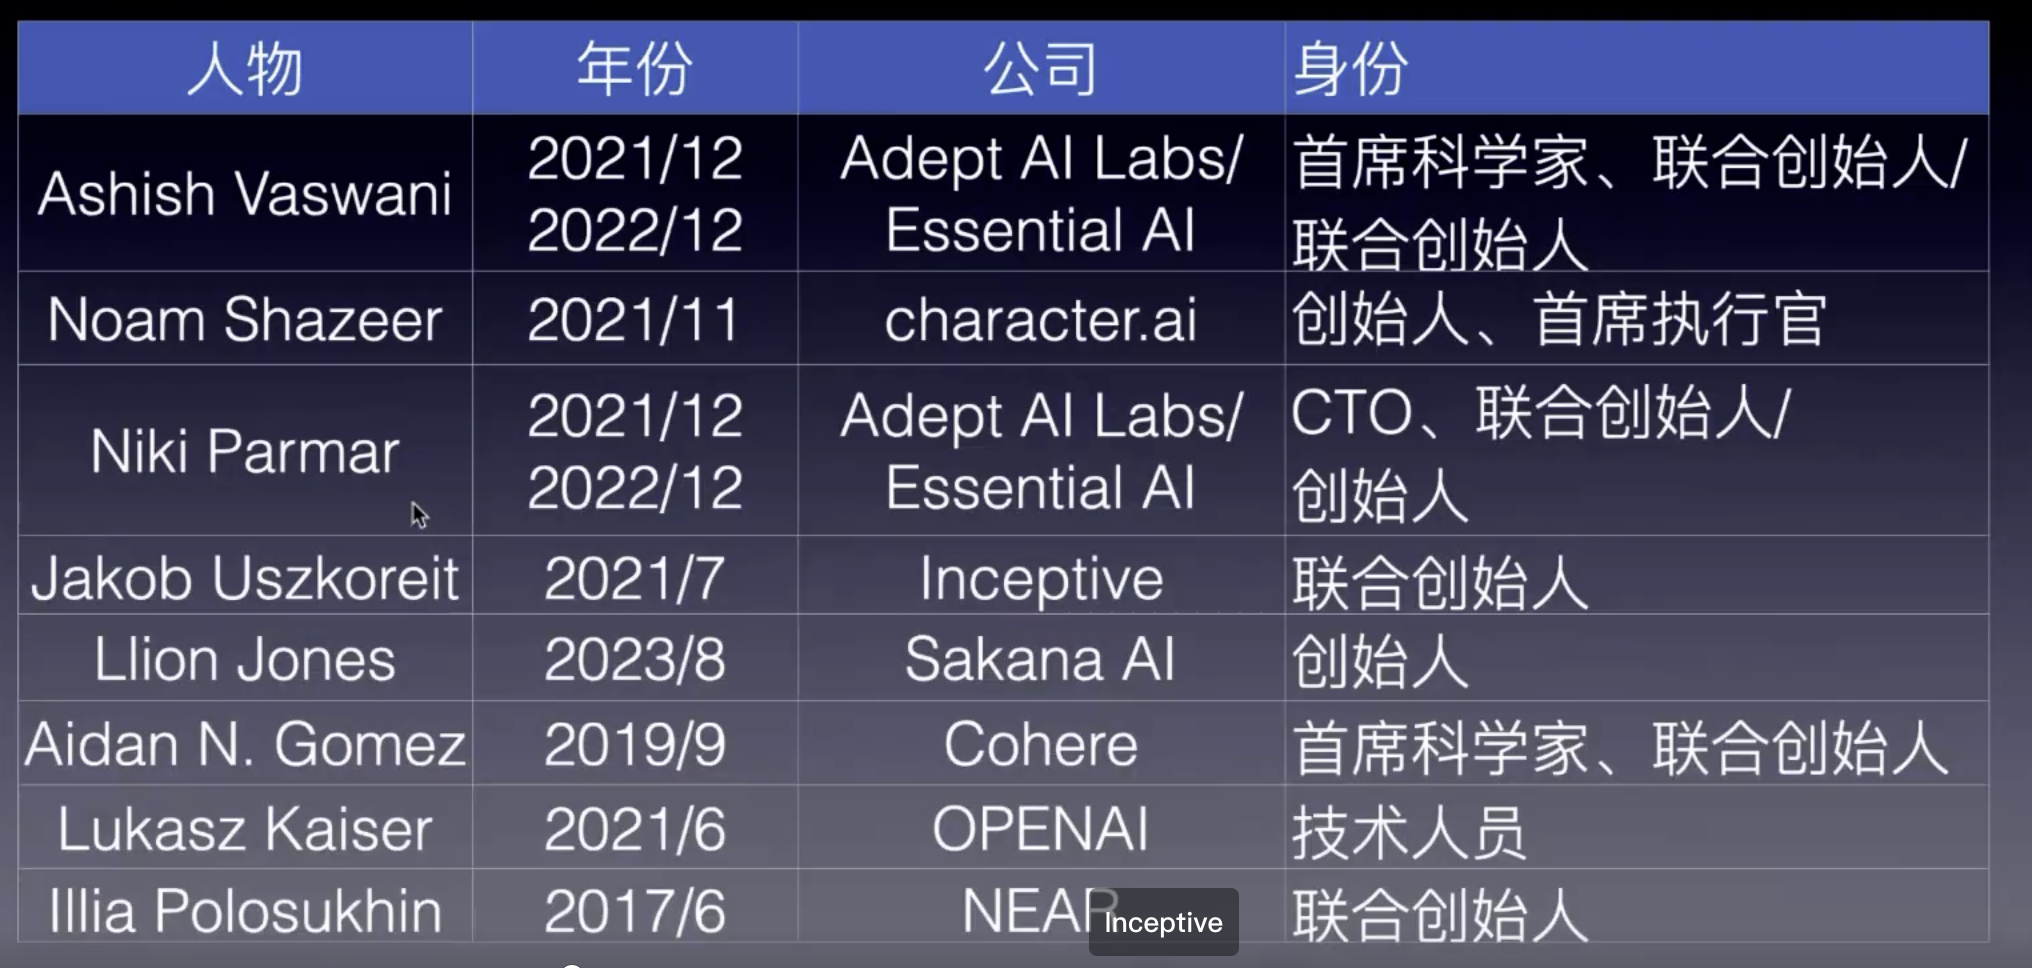 人物 年份 公司 身份
Ashish Vaswani 2021/12 Adept AI Labs/ 首席科学家、联合创始人/
2022/12 Essential AI 联合创始人
Noam Shazeer 2021/11 character.ai 创始人、首席执行官
Niki Parmar 2021/12 Adept AI Labs/ CTO、联合创始人/
2022/12 Essential AI 创始人
Jakob Uszkoreit 2021/7 Inceptive 联合创始人
Llion Jones 2023/8 Sakana AI 创始人
Aidan N. Gomez 2019/9 Cohere 首席科学家、联合创始人
Lukasz Kaiser 2021/6 OPENAI 技术人员
Illia Polosukhin 2017/6 NEAR 联合创始人
Inceptive